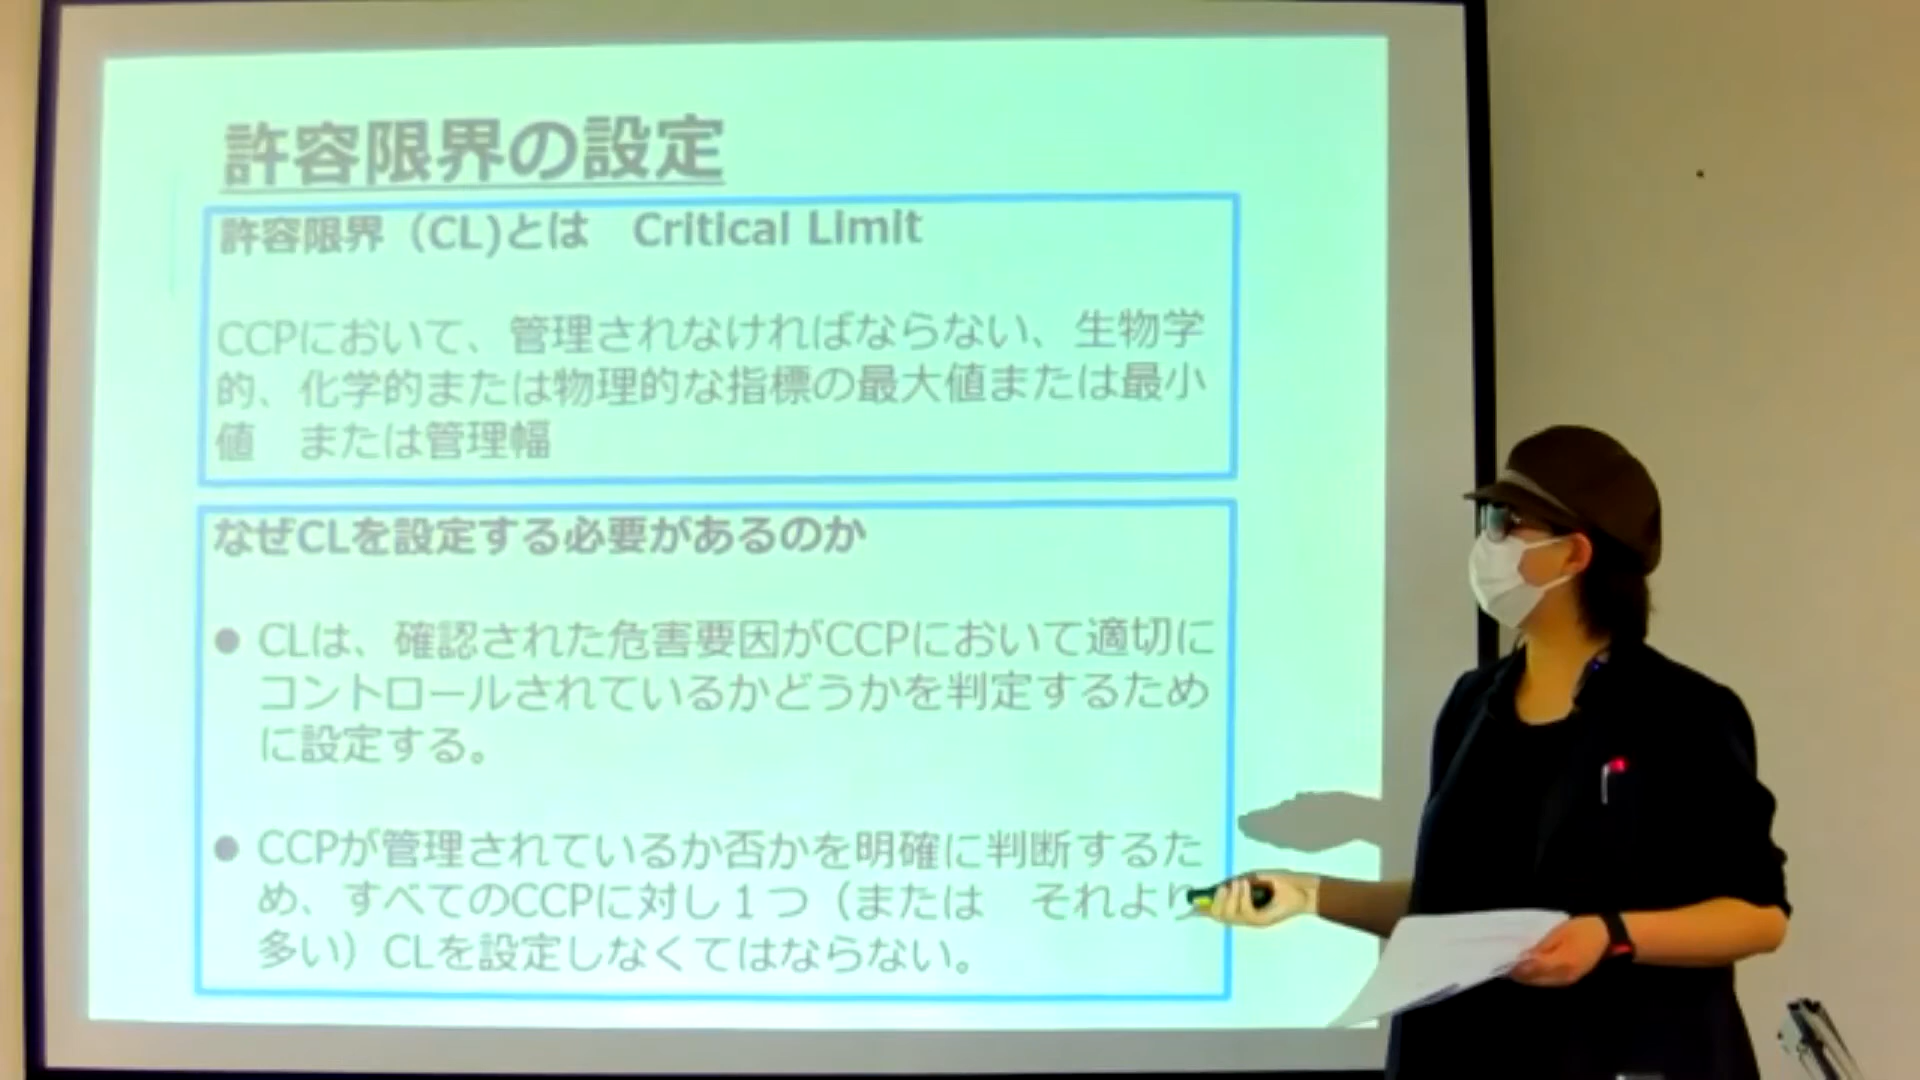 許容限界の設定
許容限界（CL)とは　Critical Limit
CCPにおいて、管理されなければならない、生物学
的、化学的または物理的な指標の最大値または最小
値　または管理幅
なぜCLを設定する必要があるのか
● CLは、確認された危害要因がCCPにおいて適切に
コントロールされているかどうかを判定するため
に設定する。
● CCPが管理されているか否かを明確に判断するた
め、すべてのCCPに対し１つ（または　それより
多い）CLを設定しなくてはならない。